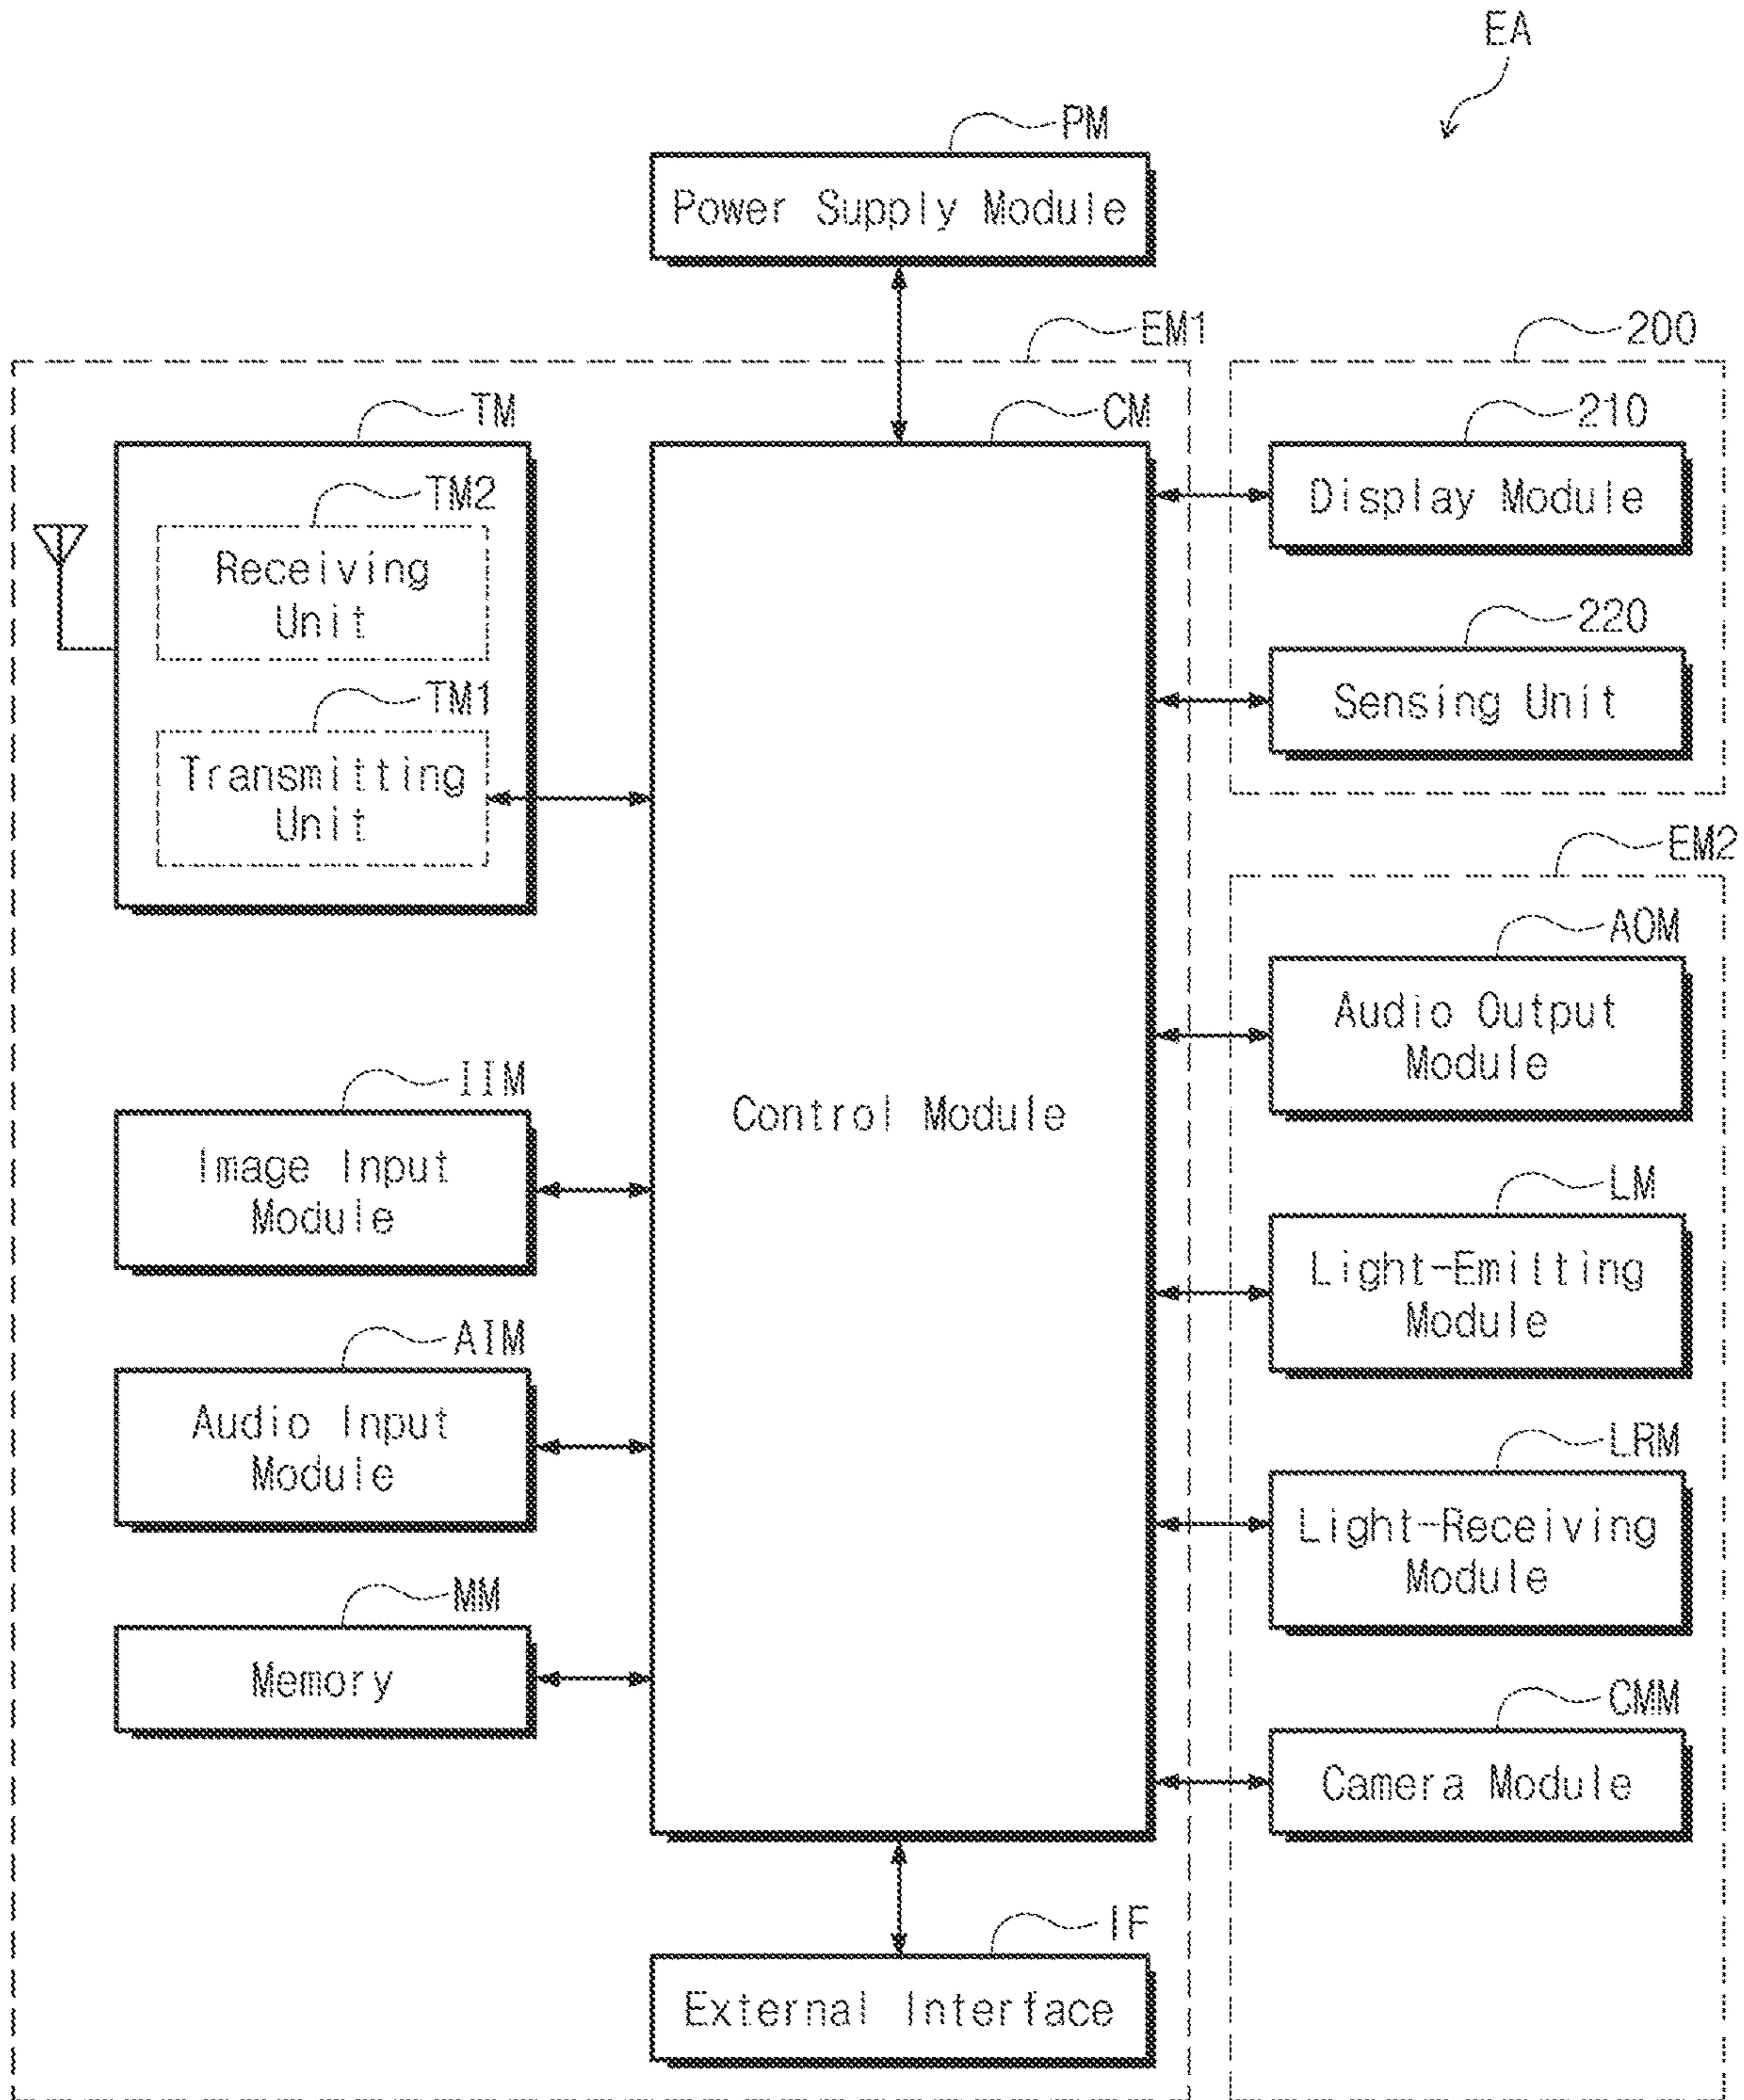 EA
PM
Power Supply Module
EM1
200
TM
CM
210
TM2
Display Module
Receiving
Unit
220
TM1
Sensing Unit
Transmitting
Unit
EM2
AOM
Audio Output
Module
IIM
Control Module
Image Input
Module
LM
Light-Emitting
Module
AIM
Audio Input
Module
LRM
Light-Receiving
Module
MM
Memory
CMM
Camera Module
IF
External Interface